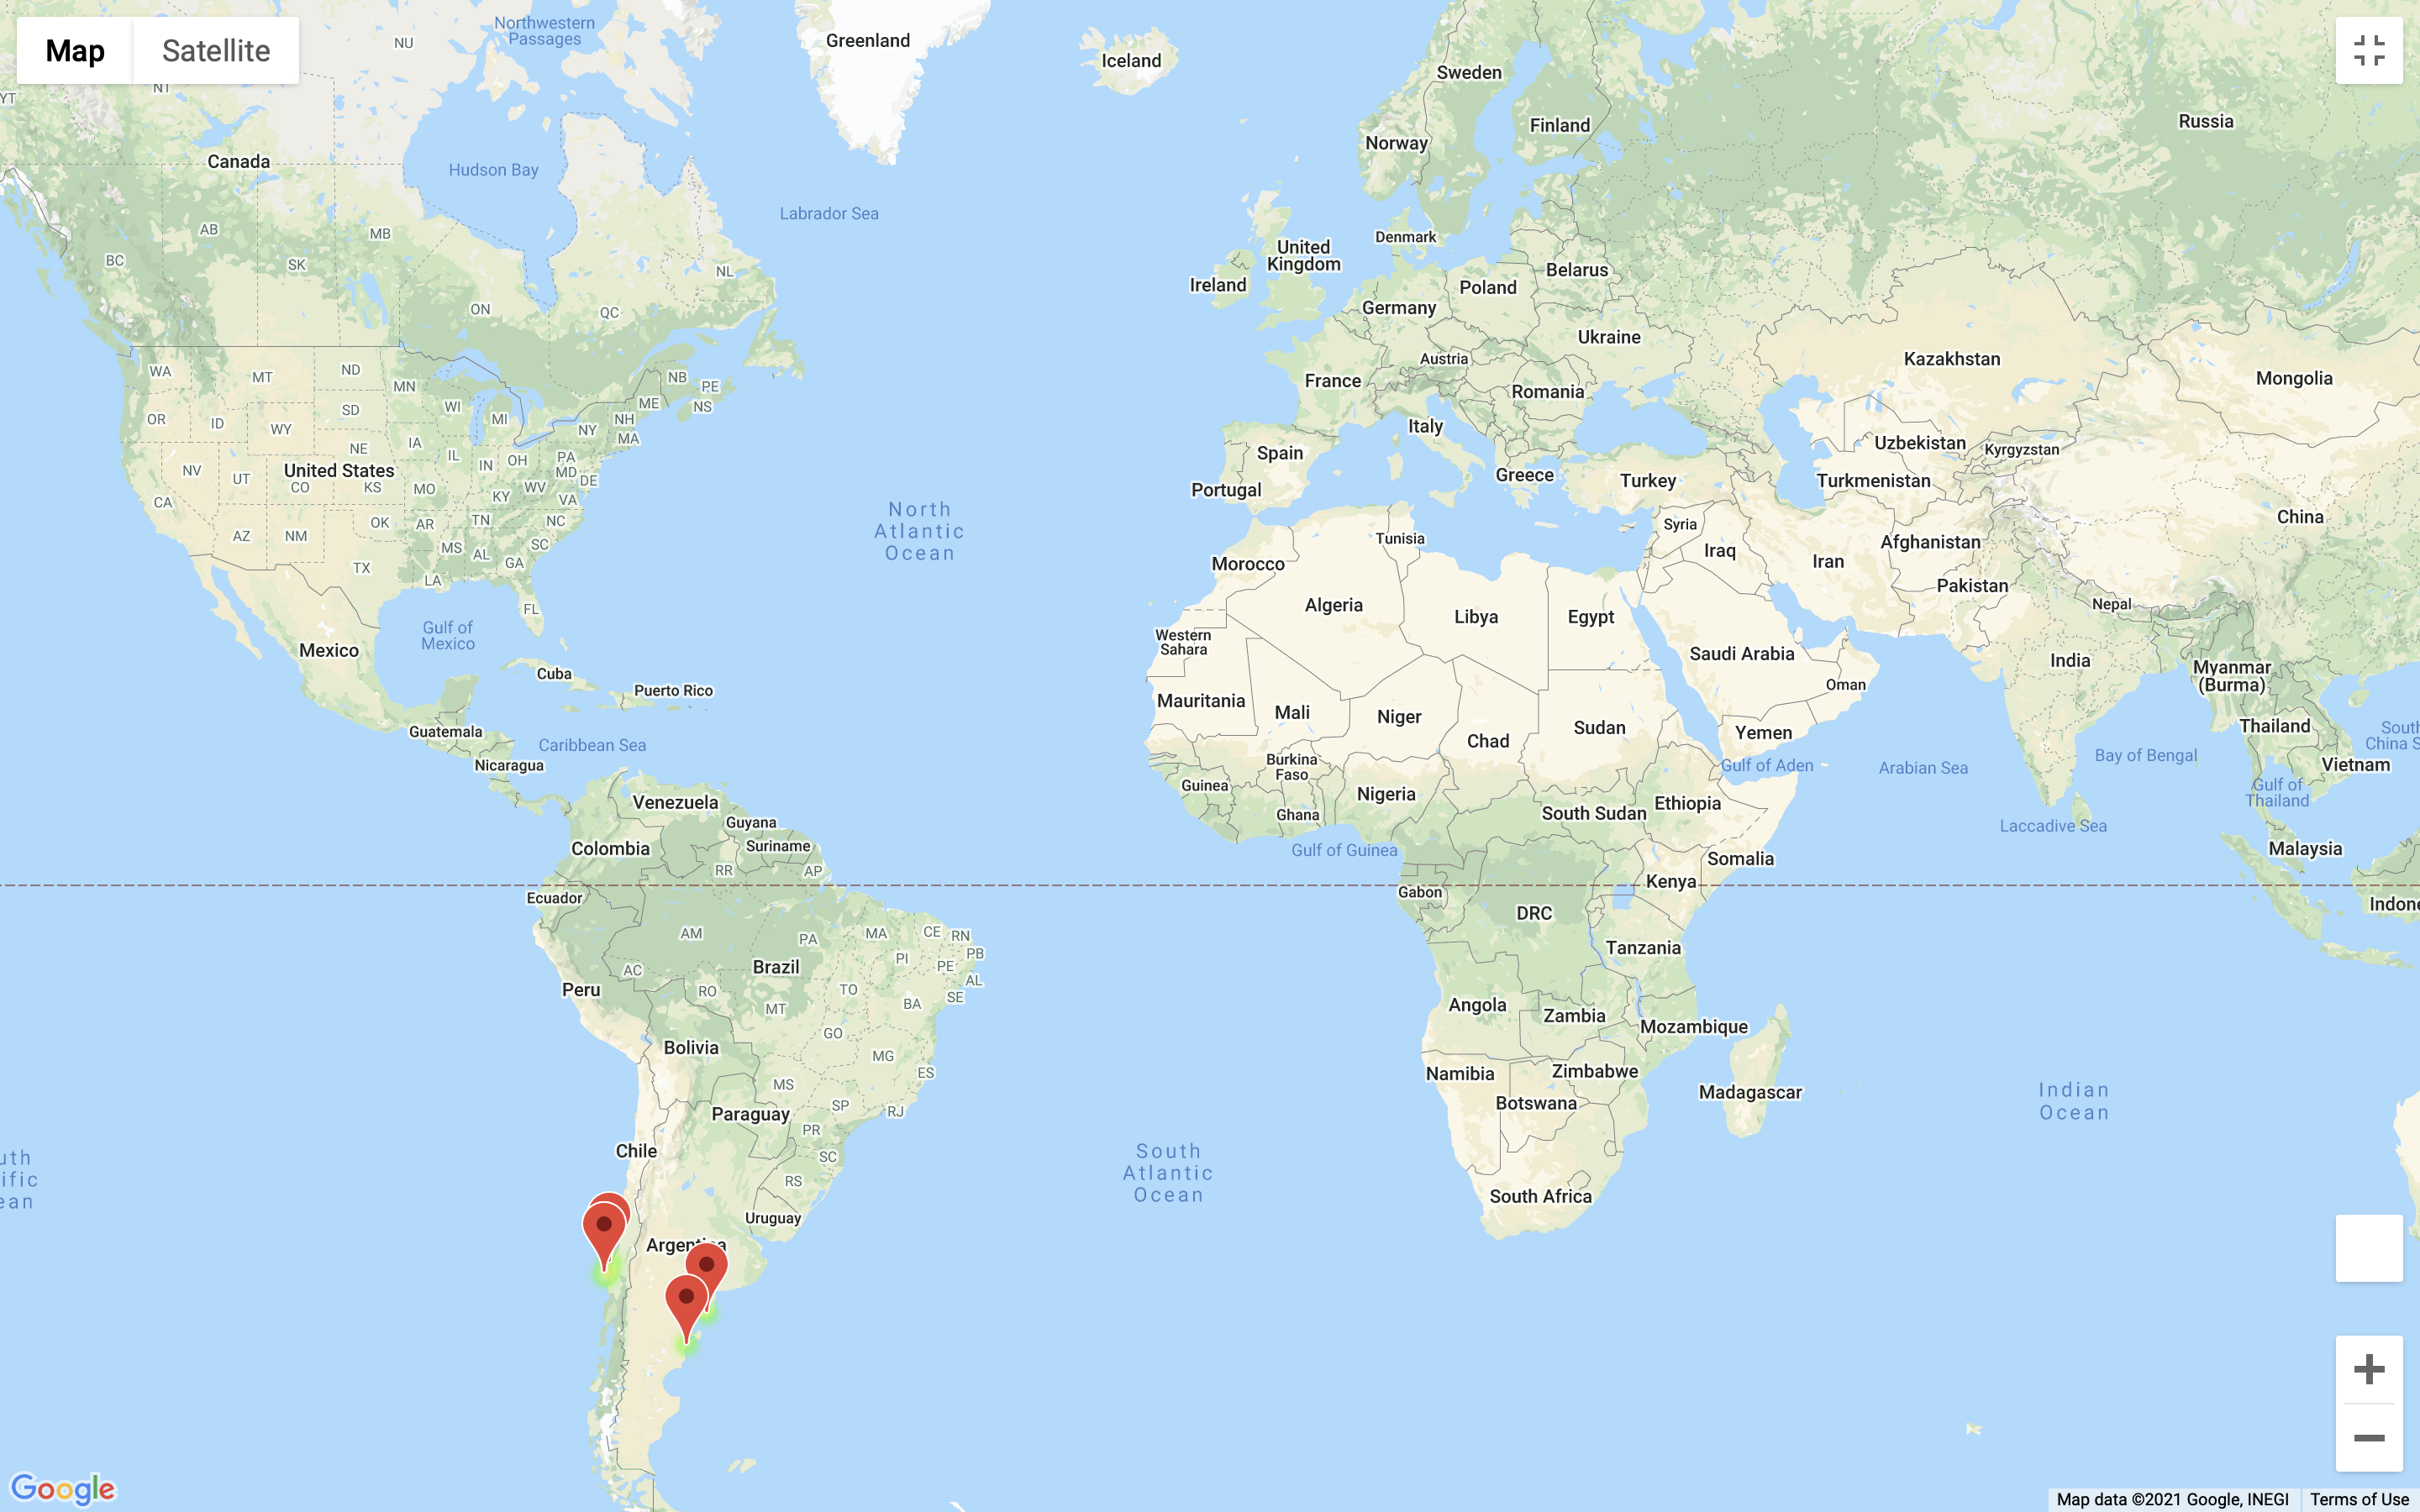 Map
Satellite
Northwestern
Passages
NU
Greenland
Iceland
Sweden
Finland
Norway
Russia
NT
YT
Canada
Hudson Bay
Labrador Sea
AB
MB
BC
SK
NL
ON
QC
Denmark
United
Kingdom
Ireland
Belarus
Poland
Germany
Ukraine
Austria
France
Romania
Kazakhstan
Mongolia
WA
MT
ND
MN
NB
PE
OR
ID
SD
WI
MI
ME
NS
WY
NH
NY
MA
NE
IA
IL
IN
OH
PA
MD
DE
NV
UT
United States
CO
KS
MO
KY
WV
VA
CA
AZ
NM
OK
AR
TN
NC
MS
AL
SC
GA
TX
LA
FL
Italy
Spain
Portugal
Greece
Turkey
Uzbekistan
Kyrgyzstan
Turkmenistan
China
Syria
Tunisia
Iraq
Iran
Afghanistan
Morocco
Pakistan
Nepal
North
Atlantic
Ocean
Algeria
Libya
Egypt
Gulf of
Mexico
Mexico
Western
Sahara
Saudi Arabia
India
Myanmar
(Burma)
Cuba
Puerto Rico
Oman
Mauritania
Mali
Niger
Chad
Sudan
Yemen
Thailand
South
China S
Guatemala
Caribbean Sea
Nicaragua
Burkina
Faso
Gulf of Aden
Arabian Sea
Bay of Bengal
Vietnam
Guinea
Nigeria
Ethiopia
Gulf of
Thailand
Venezuela
Guyana
Ghana
South Sudan
Laccadive Sea
Colombia
Suriname
Gulf of Guinea
Somalia
Malaysia
RR
AP
Ecuador
Gabon
Kenya
Indone
DRC
AM
PA
MA
CE
RN
PB
Tanzania
AC
Brazil
PI
PE
AL
Peru
RO
MT
TO
BA
SE
Angola
Zambia
Mozambique
GO
Bolivia
MG
ES
MS
Namibia
Zimbabwe
Madagascar
Indian
Ocean
Paraguay
SP
RJ
Botswana
PR
Chile
SC
South
Atlantic
Ocean
uth
ific
ean
RS
South Africa
Uruguay
Argentina
Google
Map data ©2021 Google, INEGI
Terms of Use